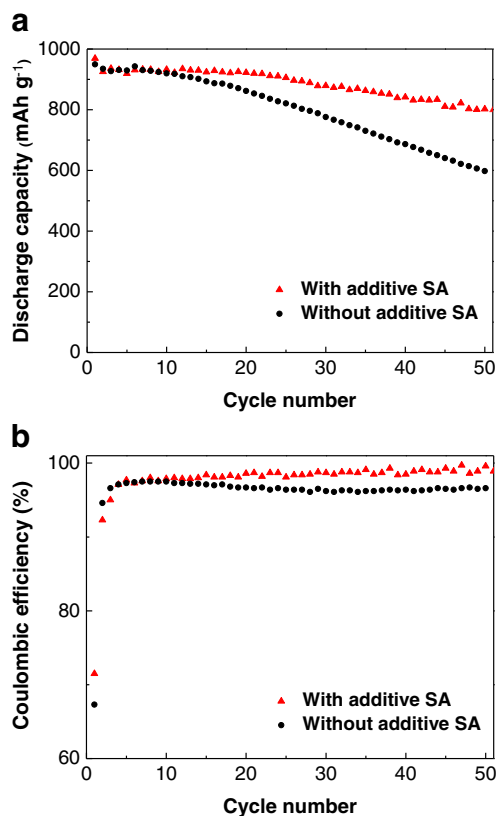 a
1000
800
600
400
200
0
Discharge capacity (mAh g⁻¹)
With additive SA
Without additive SA
0 10 20 30 40 50
Cycle number
b
100
80
60
Coulombic efficiency (%)
With additive SA
Without additive SA
0 10 20 30 40 50
Cycle number